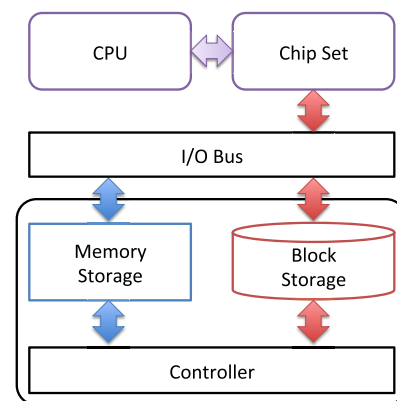 CPU
Chip Set
I/O Bus
Memory
Storage
Block
Storage
Controller